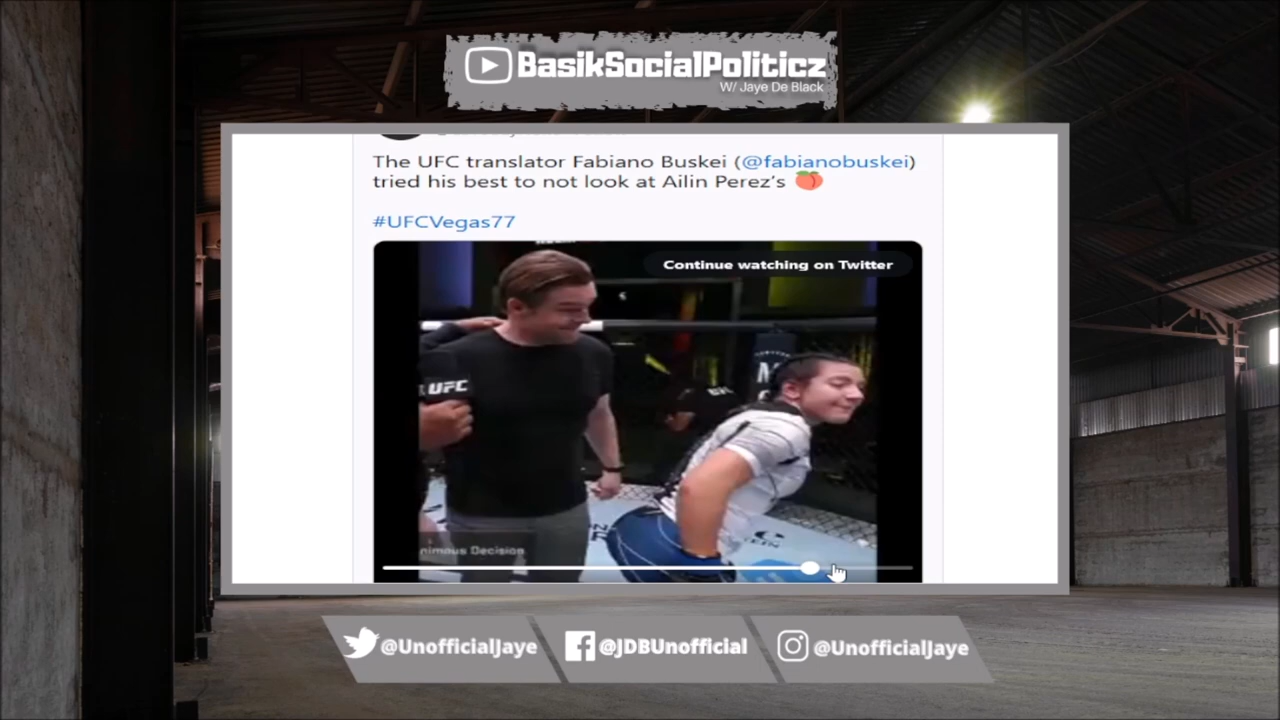 BasikSocialPoliticz
W/ Jaye De Black
The UFC translator Fabiano Buskei (@fabianobuskei)
tried his best to not look at Ailin Perez's 🍑
#UFCVegas77
Continue watching on Twitter
UFC
nimous Decision
@UnofficialJaye
@JDBUnofficial
@UnofficialJaye